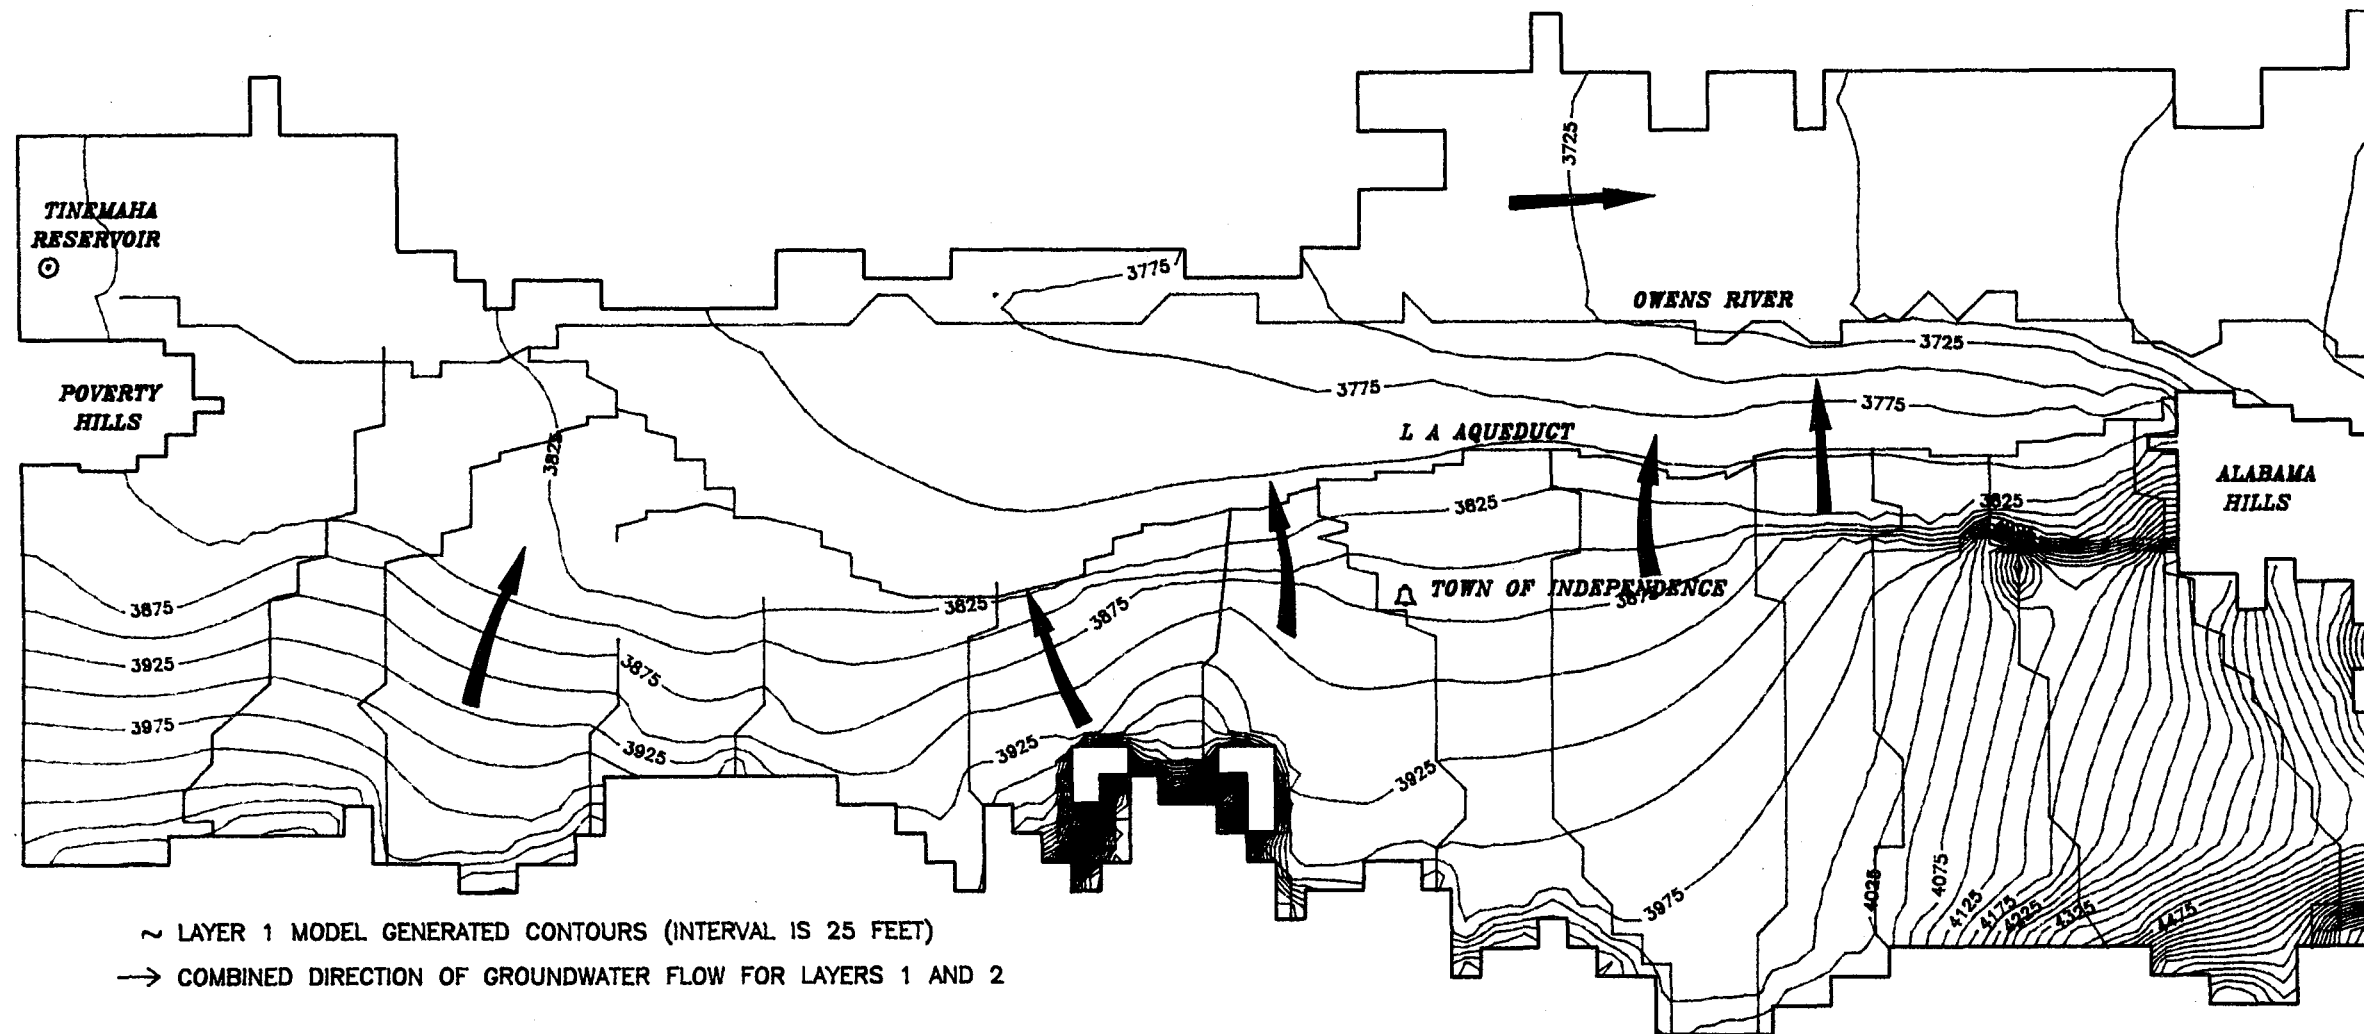 3725
TINEMAHA
RESERVOIR
3775
OWENS RIVER
3725
POVERTY
HILLS
3775
3775
L A AQUEDUCT
3825
ALABAMA
HILLS
3825
3825
TOWN OF INDEPENDENCE
3875
3825
3875
3875
3925
3875
3975
3925
3925
3925
3975
4025
4075
4125
4175
4225
4325
4475
~ LAYER 1 MODEL GENERATED CONTOURS (INTERVAL IS 25 FEET)
→ COMBINED DIRECTION OF GROUNDWATER FLOW FOR LAYERS 1 AND 2